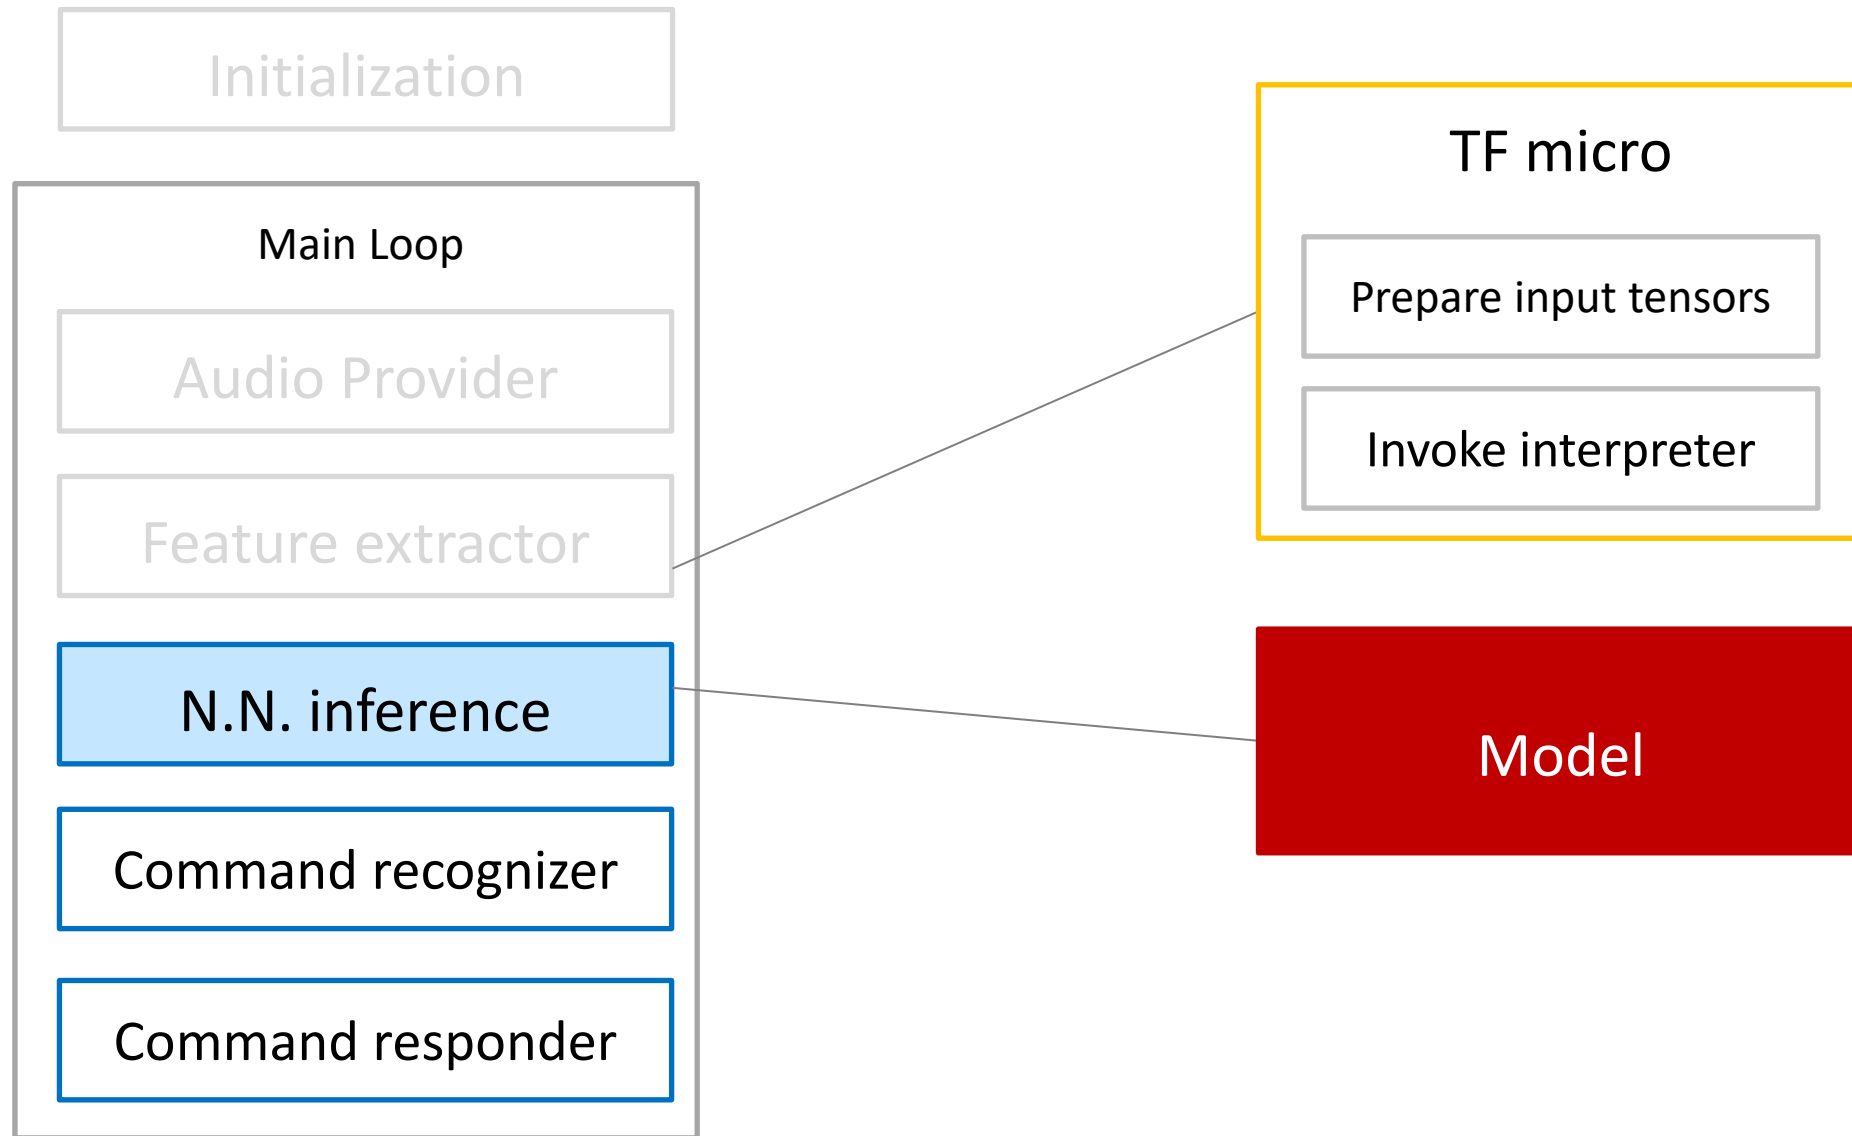 Initialization
Main Loop
Audio Provider
Feature extractor
N.N. inference
Command recognizer
Command responder
TF micro
Prepare input tensors
Invoke interpreter
Model